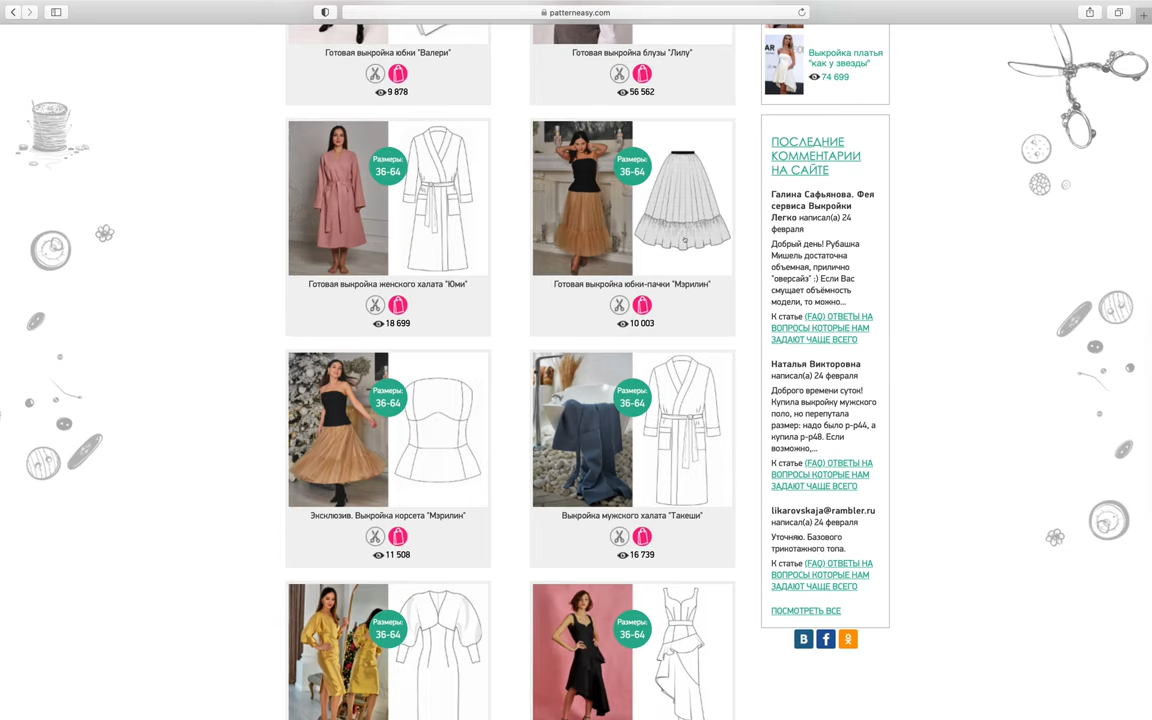 patterneasy.com
Готовая выкройка юбки "Валери"
9 878
Готовая выкройка блузы "Лилу"
56 562
Размеры:
36-64
Готовая выкройка женского халата "Юми"
18 699
Размеры:
36-64
Готовая выкройка юбки-пачки "Мэрилин"
10 003
Размеры:
36-64
Эксклюзив. Выкройка корсета "Мэрилин"
11 508
Размеры:
36-64
Выкройка мужского халата "Такеши"
16 739
Размеры:
36-64
Размеры:
36-64
AR
Выкройка платья
"как у звезды"
74 699
ПОСЛЕДНИЕ
КОММЕНТАРИИ
НА САЙТЕ
Галина Сафьянова. Фея
сервиса Выкройки
Легко написал(а) 24
февраля
Добрый день! Рубашка
Мишель достаточна
объемная, прилично
"оверсайз" :) Если Вас
смущает объёмность
модели, то можно...
К статье (FAQ) ОТВЕТЫ НА
ВОПРОСЫ КОТОРЫЕ НАМ
ЗАДАЮТ ЧАЩЕ ВСЕГО
Наталья Викторовна
написал(а) 24 февраля
Доброго времени суток!
Купила выкройку мужского
поло, но перепутала
размер: надо было р-р44, а
купила р-р48. Если
возможно,...
К статье (FAQ) ОТВЕТЫ НА
ВОПРОСЫ КОТОРЫЕ НАМ
ЗАДАЮТ ЧАЩЕ ВСЕГО
likarovskaja@rambler.ru
написал(а) 24 февраля
Уточняю. Базового
трикотажного топа.
К статье (FAQ) ОТВЕТЫ НА
ВОПРОСЫ КОТОРЫЕ НАМ
ЗАДАЮТ ЧАЩЕ ВСЕГО
ПОСМОТРЕТЬ ВСЕ